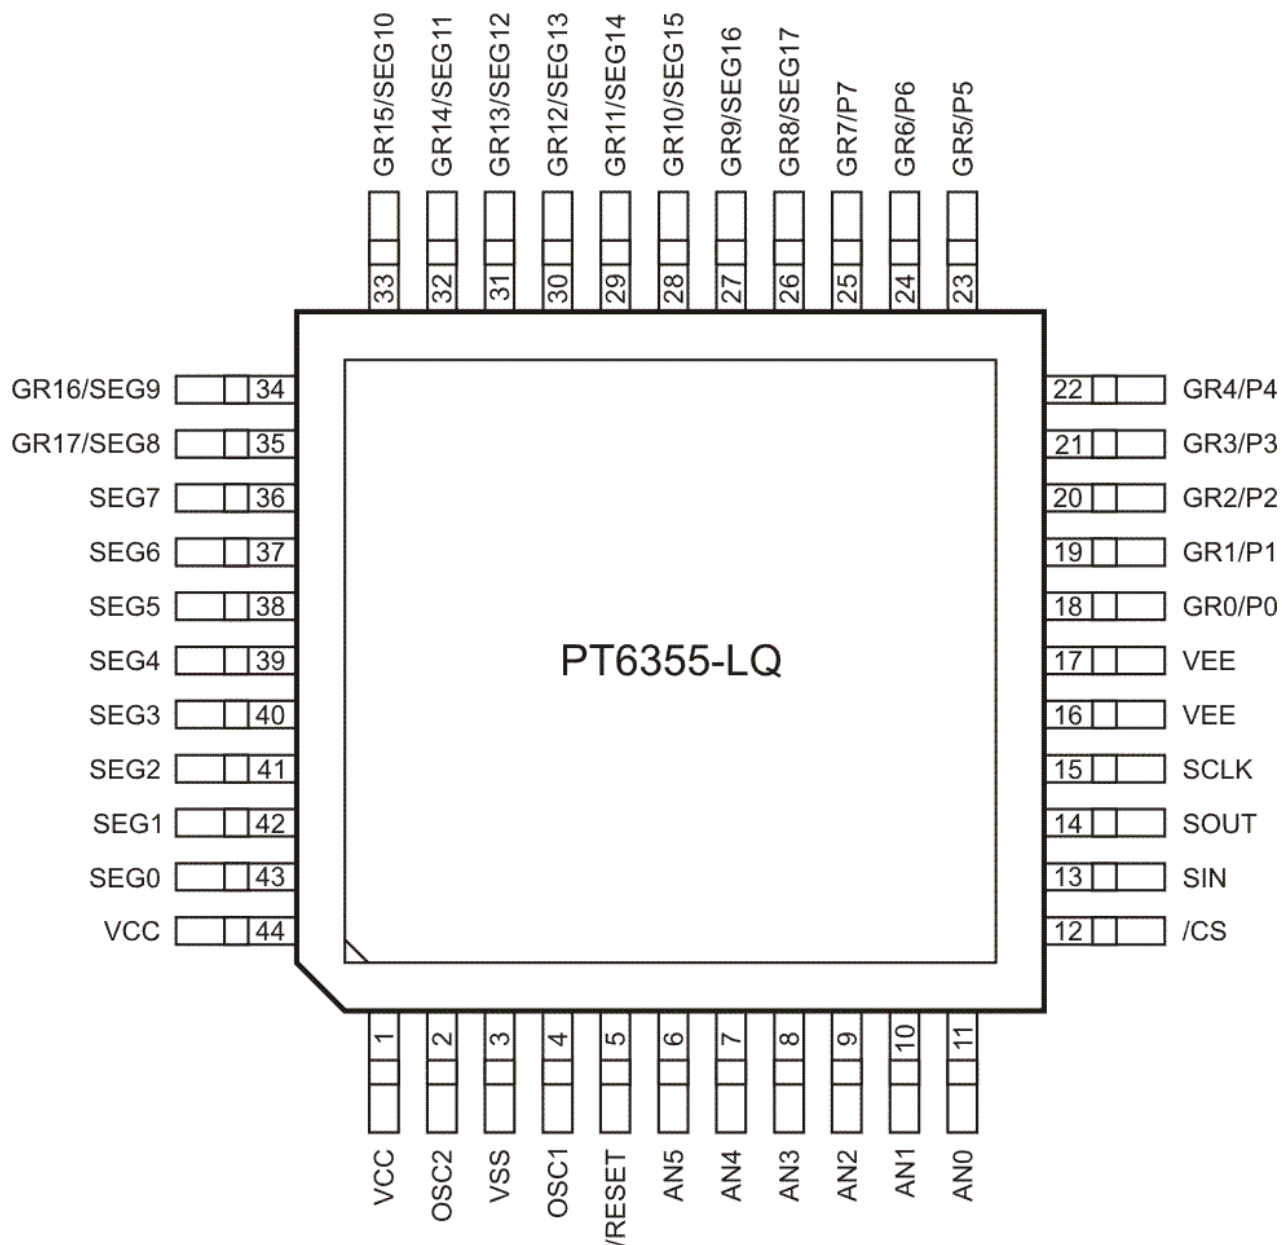 GR15/SEG10
GR14/SEG11
GR13/SEG12
GR12/SEG13
GR11/SEG14
GR10/SEG15
GR9/SEG16
GR8/SEG17
GR7/P7
GR6/P6
GR5/P5
33
32
31
30
29
28
27
26
25
24
23
GR16/SEG9 34
22 GR4/P4
GR17/SEG8 35
21 GR3/P3
SEG7 36
20 GR2/P2
SEG6 37
19 GR1/P1
SEG5 38
18 GR0/P0
SEG4 39
PT6355-LQ
17 VEE
SEG3 40
16 VEE
SEG2 41
15 SCLK
SEG1 42
14 SOUT
SEG0 43
13 SIN
VCC 44
12 /CS
1
2
3
4
5
6
7
8
9
10
11
VCC
OSC2
VSS
OSC1
/RESET
AN5
AN4
AN3
AN2
AN1
AN0